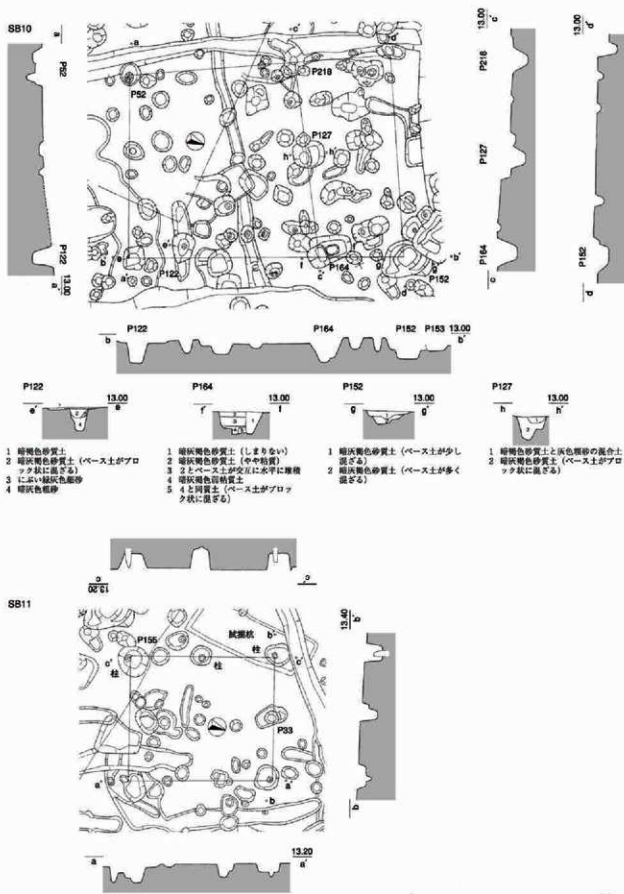 SB10
a
a'
P52
P122
13.00
a
c'
d'
P52
P218
P127
h
h'
e'
b'
e
P122
a'
f
c
P164
g
g'
b'
P152
d
13.00
c'
P218
P127
P164
c
13.00
d'
P152
d
b
P122
P164
P152
P153
13.00
b'
P122
13.00
e'
e
2
4
1 暗褐色砂質土
2 暗灰褐色砂質土（ベース土がブロ
ック状に混ざる）
3 にぶい緑灰色細砂
4 暗灰色粗砂
P164
13.00
f'
f
1 暗灰褐色砂質土（しまりない）
2 暗灰褐色砂質土（やや粘質）
3 2とベース土が交互に水平に堆積
4 暗灰褐色弱粘質土
5 4と同質土（ベース土がブロッ
ク状に混ざる）
P152
13.00
g
g'
1 暗灰褐色砂質土（ベース土が少し
混ざる）
2 暗灰褐色砂質土（ベース土が多く
混ざる）
P127
13.00
h
h'
1
2
1 暗褐色砂質土と灰色粗砂の混合土
2 暗灰褐色砂質土（ベース土がブロ
ック状に混ざる）
c
13.20
c'
SB11
P155
試掘坑
b'
c'
柱
柱
柱
c'
P33
a'
a'
b
13.40
b'
b
a
13.20
a'